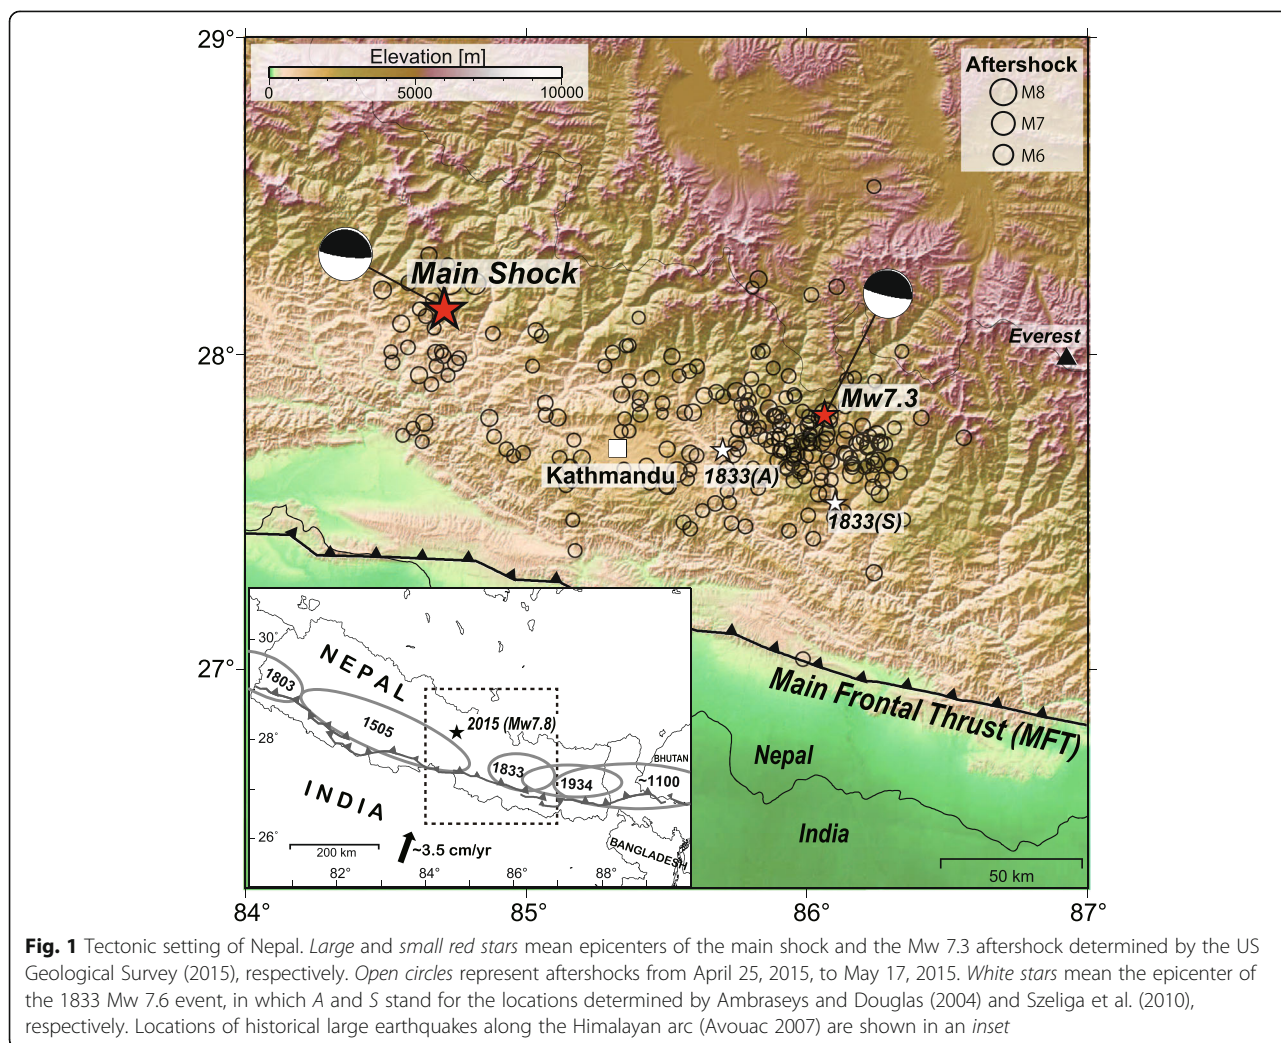 29°
Elevation [m]
0 5000 10000
Aftershock
M8
M7
M6
Main Shock
28°
Everest
Mw7.3
Kathmandu
1833(A)
1833(S)
27°
Main Frontal Thrust (MFT)
Nepal
India
50 km
30°
NEPAL
1803
1505
2015 (Mw7.8)
28°
1833
1934
BHUTAN
~1100
INDIA
26°
~3.5 cm/yr
BANGLADESH
200 km
82° 84° 86° 88°
84° 85° 86° 87°
Fig. 1 Tectonic setting of Nepal. Large and small red stars mean epicenters of the main shock and the Mw 7.3 aftershock determined by the US
Geological Survey (2015), respectively. Open circles represent aftershocks from April 25, 2015, to May 17, 2015. White stars mean the epicenter of
the 1833 Mw 7.6 event, in which A and S stand for the locations determined by Ambraseys and Douglas (2004) and Szeliga et al. (2010),
respectively. Locations of historical large earthquakes along the Himalayan arc (Avouac 2007) are shown in an inset